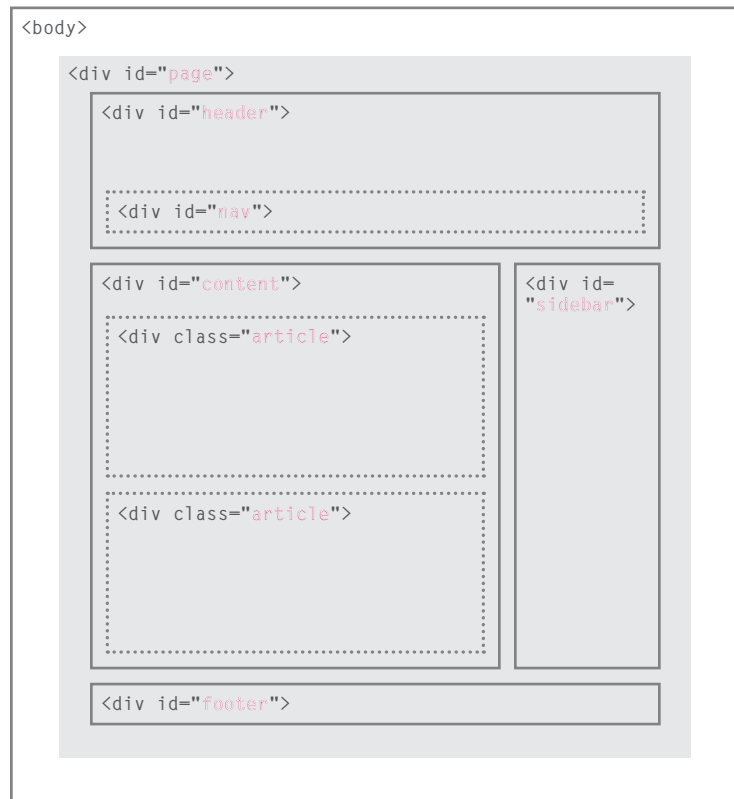 <body>
<div id="page">
<div id="header">
<div id="nav">
<div id="content">
<div class="article">
<div class="article">
<div id=
"sidebar">
<div id="footer">